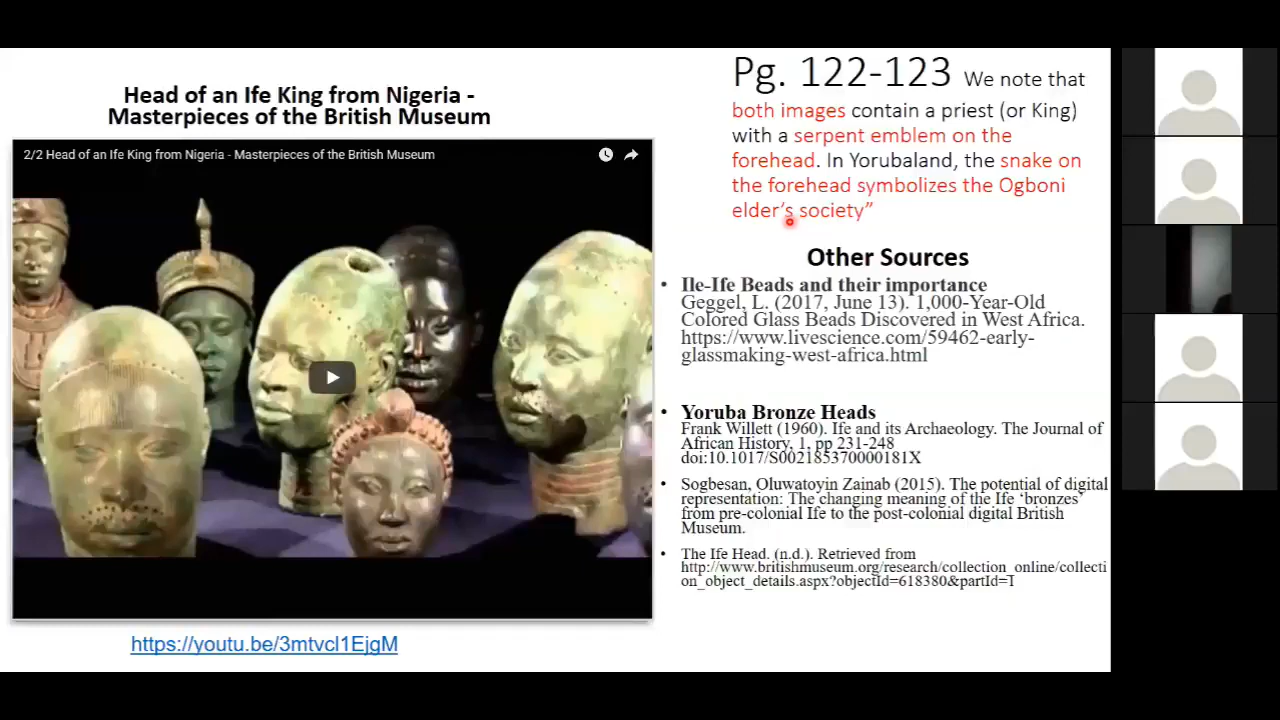 Head of an Ife King from Nigeria -
Masterpieces of the British Museum
2/2 Head of an Ife King from Nigeria - Masterpieces of the British Museum
https://youtu.be/3mtvcl1EjgM
Pg. 122-123 We note that
both images contain a priest (or King)
with a serpent emblem on the
forehead. In Yorubaland, the snake on
the forehead symbolizes the Ogboni
elder's society”
Other Sources
• Ile-Ife Beads and their importance
Geggel, L. (2017, June 13). 1,000-Year-Old
Colored Glass Beads Discovered in West Africa.
https://www.livescience.com/59462-early-
glassmaking-west-africa.html
• Yoruba Bronze Heads
Frank Willett (1960). Ife and its Archaeology. The Journal of
African History, 1, pp 231-248
doi:10.1017/S002185370000181X
• Sogbesan, Oluwatoyin Zainab (2015). The potential of digital
representation: The changing meaning of the Ife ‘bronzes’
from pre-colonial Ife to the post-colonial digital British
Museum.
• The Ife Head. (n.d.). Retrieved from
http://www.britishmuseum.org/research/collection_online/collecti
on_object_details.aspx?objectId=618380&partId=1